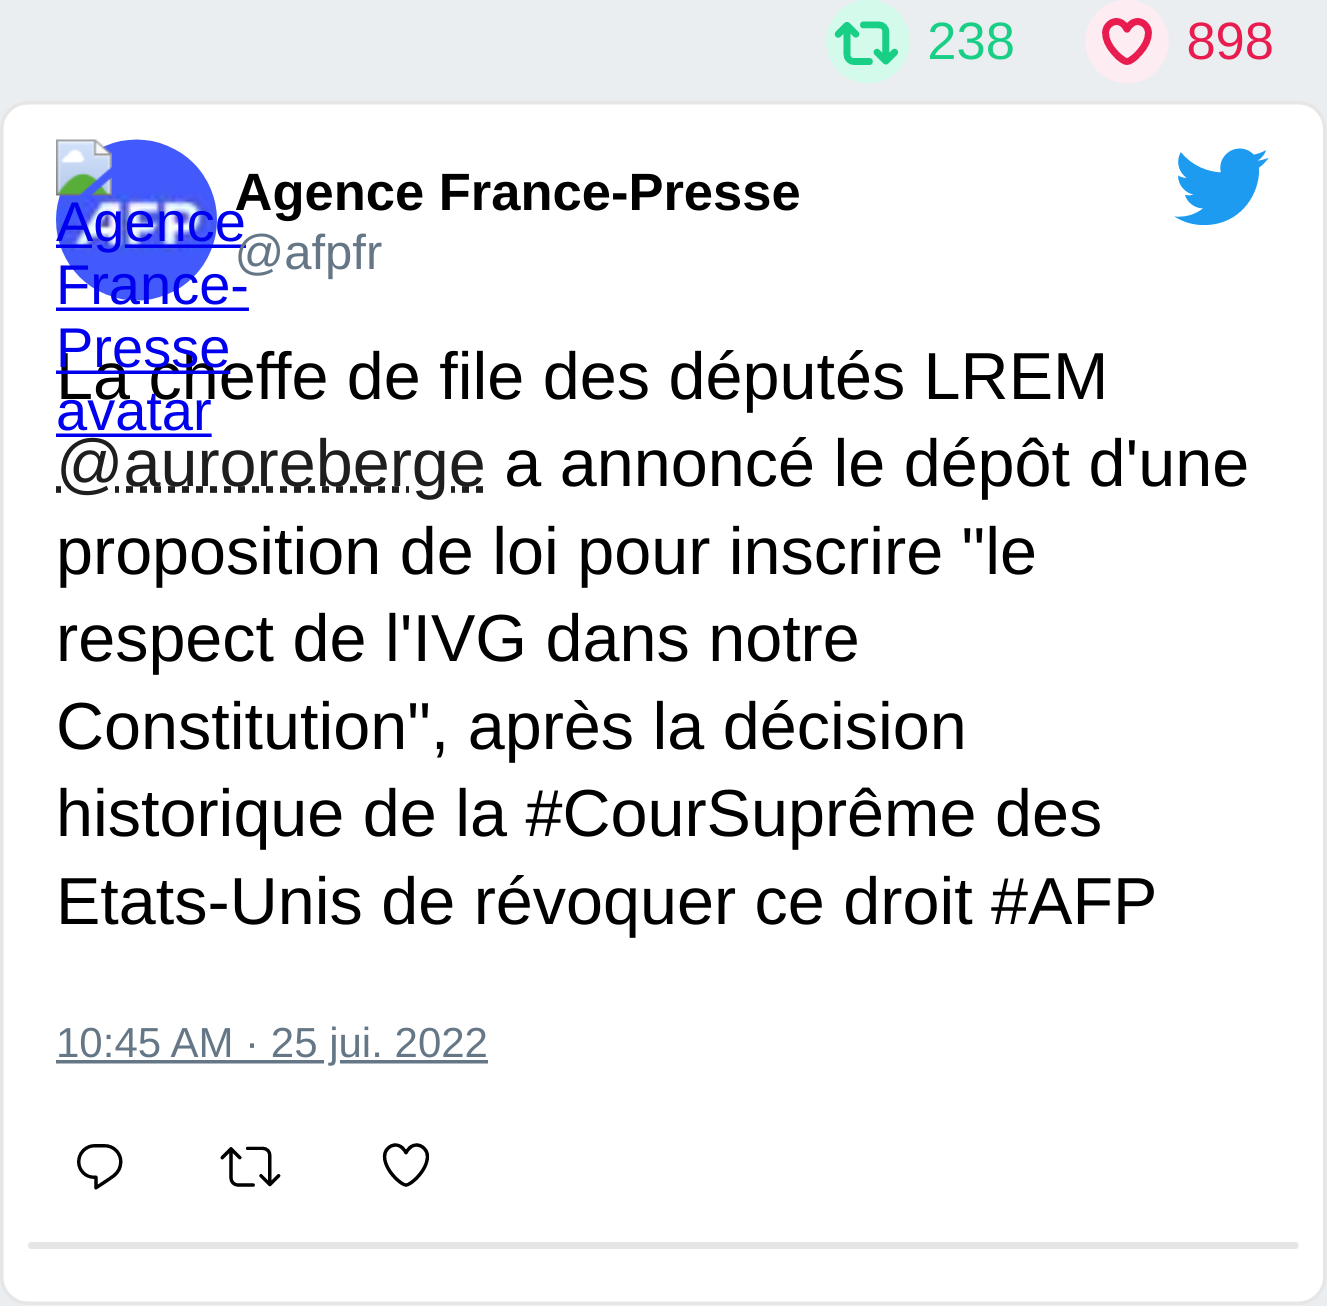 238 898
AFP
Agence France-Presse
@afpfr
Agence
France-
Presse
avatar
La cheffe de file des députés LREM
@auroreberge a annoncé le dépôt d'une
proposition de loi pour inscrire "le
respect de l'IVG dans notre
Constitution", après la décision
historique de la #CourSuprême des
Etats-Unis de révoquer ce droit #AFP
10:45 AM · 25 jui. 2022